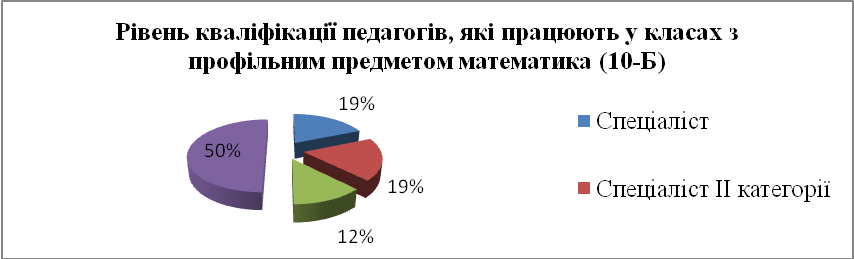 Рівень кваліфікації педагогів, які працюють у класах з
профільним предметом математика (10-Б)
19%
50%
19%
12%
Спеціаліст
Спеціаліст ІІ категорії